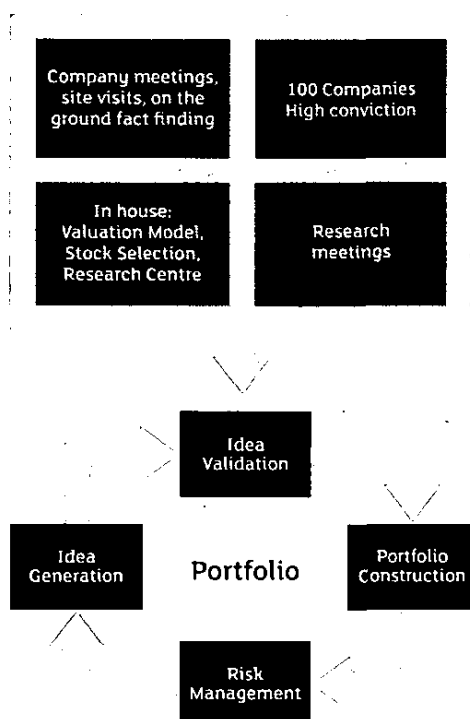 Company meetings,
site visits, on the
ground fact finding
100 Companies
High conviction
In house:
Valuation Model,
Stock Selection,
Research Centre
Research
meetings
Idea
Validation
Idea
Generation
Portfolio
Portfolio
Construction
Risk
Management